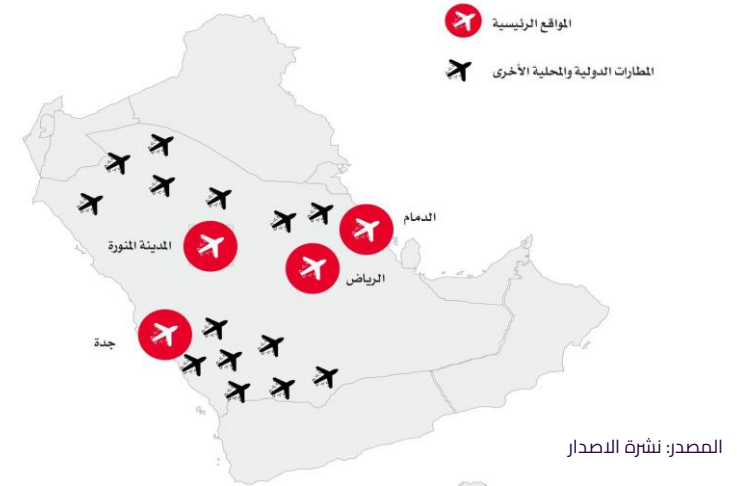 المواقع الرئيسية
المطارات الدولية والمحلية الأخرى
الدمام
المدينة المنورة
الرياض
جدة
المصدر: نشرة الاصدار